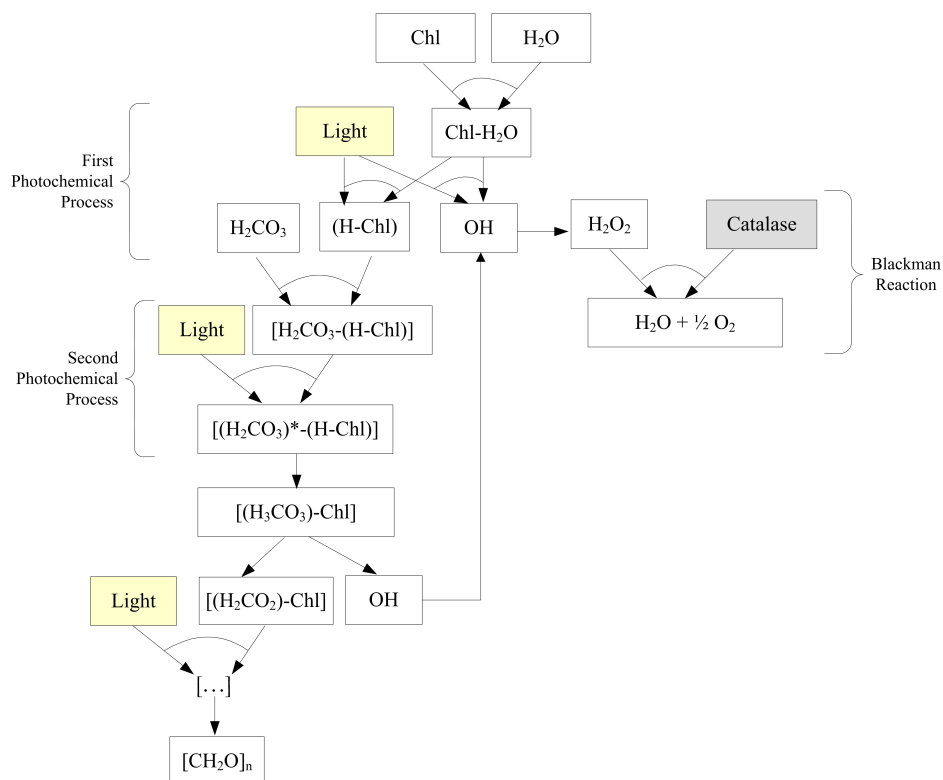 Chl
H₂O
Light
Chl-H₂O
First
Photochemical
Process
H₂CO₃
(H-Chl)
OH
H₂O₂
Catalase
Blackman
Reaction
Light
[H₂CO₃-(H-Chl)]
H₂O + ½ O₂
Second
Photochemical
Process
[(H₂CO₃)*-(H-Chl)]
[(H₃CO₃)-Chl]
Light
[(H₂CO₂)-Chl]
OH
[…]
[CH₂O]ₙ